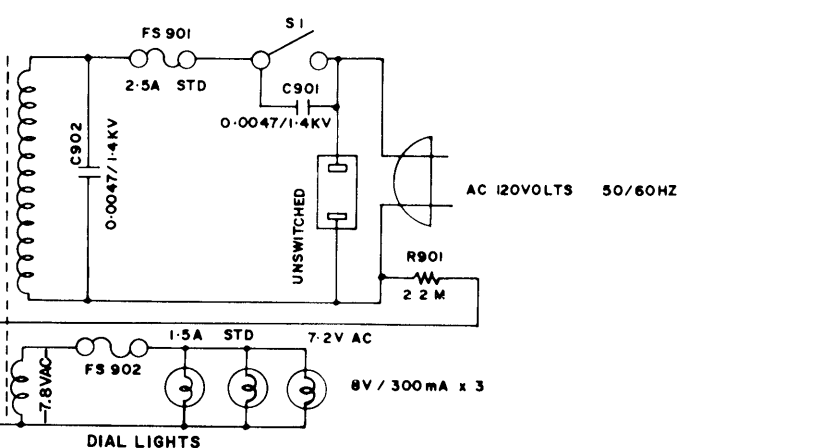 S1
FS 901
2.5A STD
C901
0.0047/1.4KV
C902
0.0047/1.4KV
UNSWITCHED
AC 120VOLTS 50/60HZ
R901
2 2 M
1.5A STD
7.2V AC
7.8VAC
FS 902
8V / 300mA x 3
DIAL LIGHTS